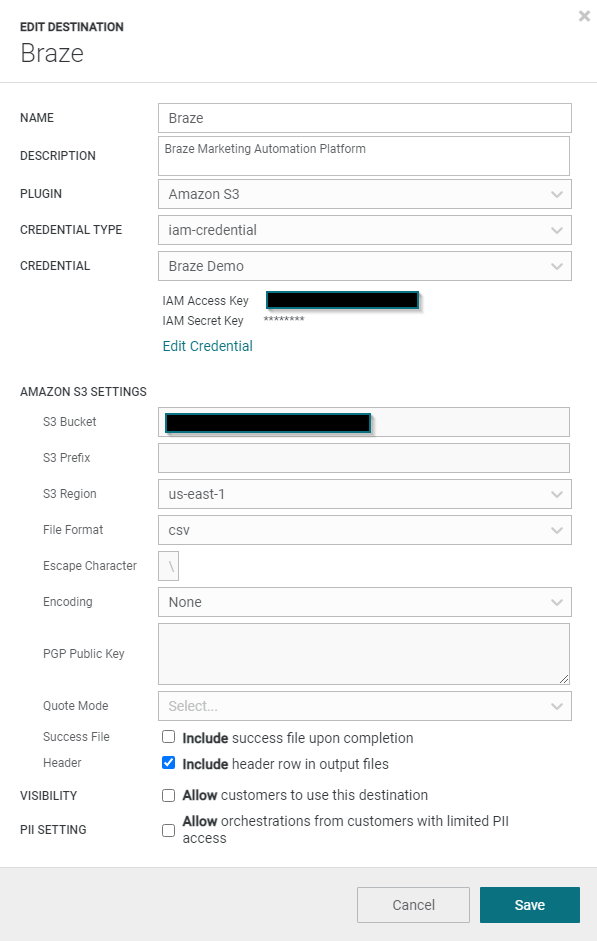 EDIT DESTINATION
Braze
NAME
Braze
DESCRIPTION
Braze Marketing Automation Platform
PLUGIN
Amazon S3
CREDENTIAL TYPE
iam-credential
CREDENTIAL
Braze Demo
IAM Access Key
IAM Secret Key ********
Edit Credential
AMAZON S3 SETTINGS
S3 Bucket
S3 Prefix
S3 Region
us-east-1
File Format
csv
Escape Character
\
Encoding
None
PGP Public Key
Quote Mode
Select...
Success File
Include success file upon completion
Header
Include header row in output files
VISIBILITY
Allow customers to use this destination
PII SETTING
Allow orchestrations from customers with limited PII
access
Cancel
Save